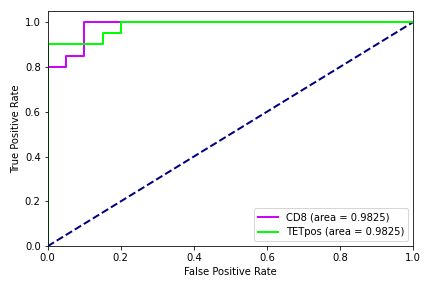 1.0
0.8
0.6
0.4
0.2
0.0
True Positive Rate
0.0 0.2 0.4 0.6 0.8 1.0
False Positive Rate
CD8 (area = 0.9825)
TETpos (area = 0.9825)